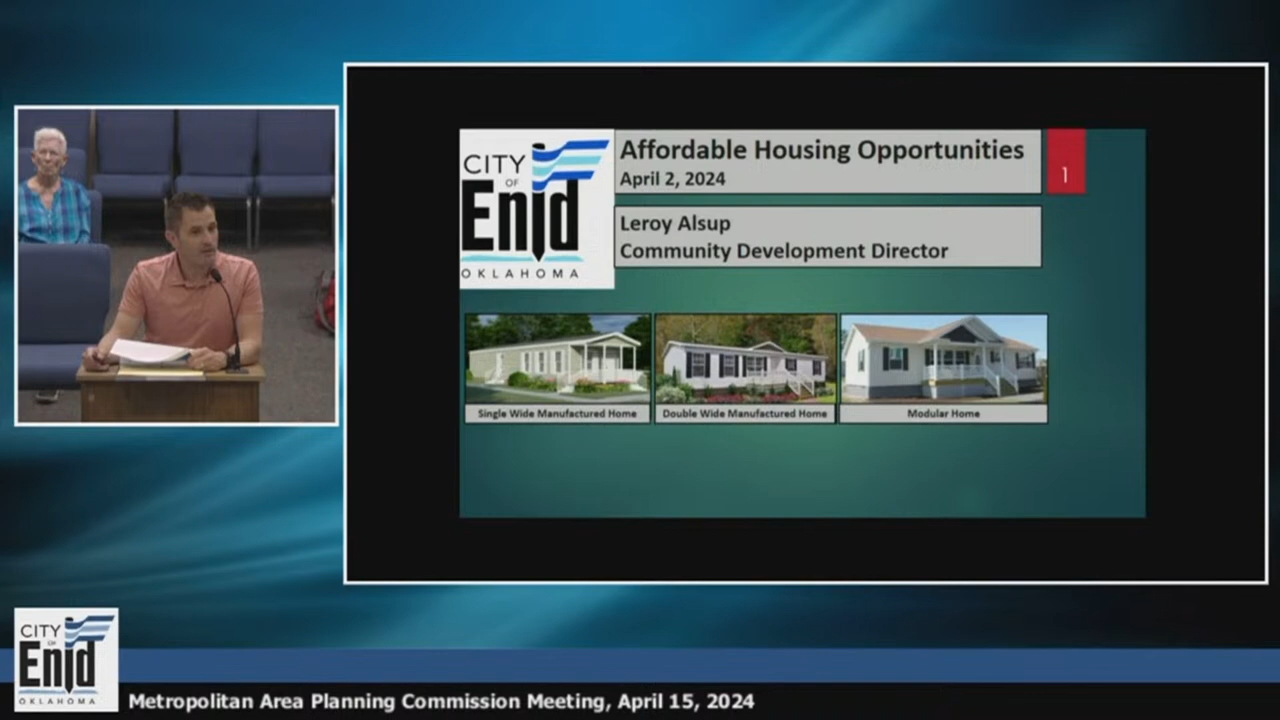 CITY
OF
Enid
OKLAHOMA
Affordable Housing Opportunities
April 2, 2024
1
Leroy Alsup
Community Development Director
Single Wide Manufactured Home
Double Wide Manufactured Home
Modular Home
CITY
OF
Enid
OKLAHOMA
Metropolitan Area Planning Commission Meeting, April 15, 2024